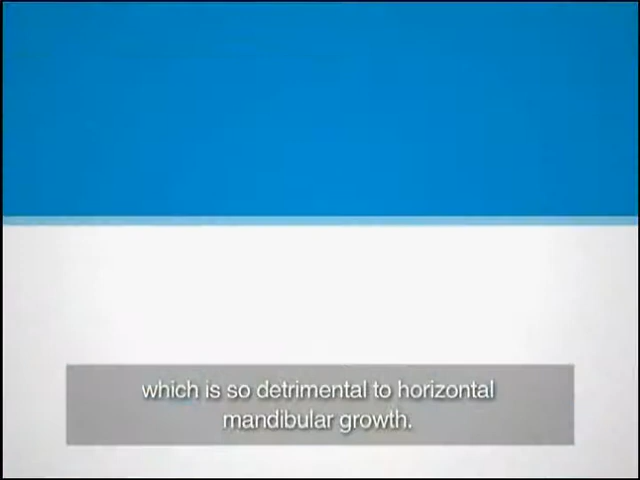 which is so detrimental to horizontal
mandibular growth.